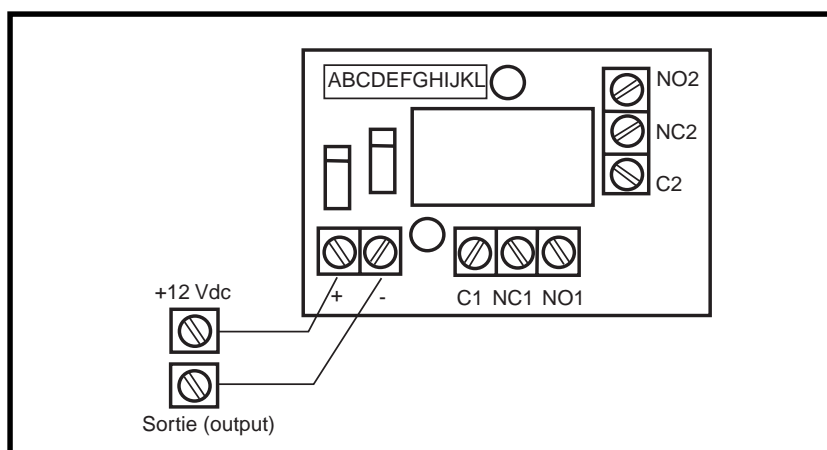 ABCDEFGHIJKL
NO2
NC2
C2
+12 Vdc
+ -
C1 NC1 NO1
Sortie (output)